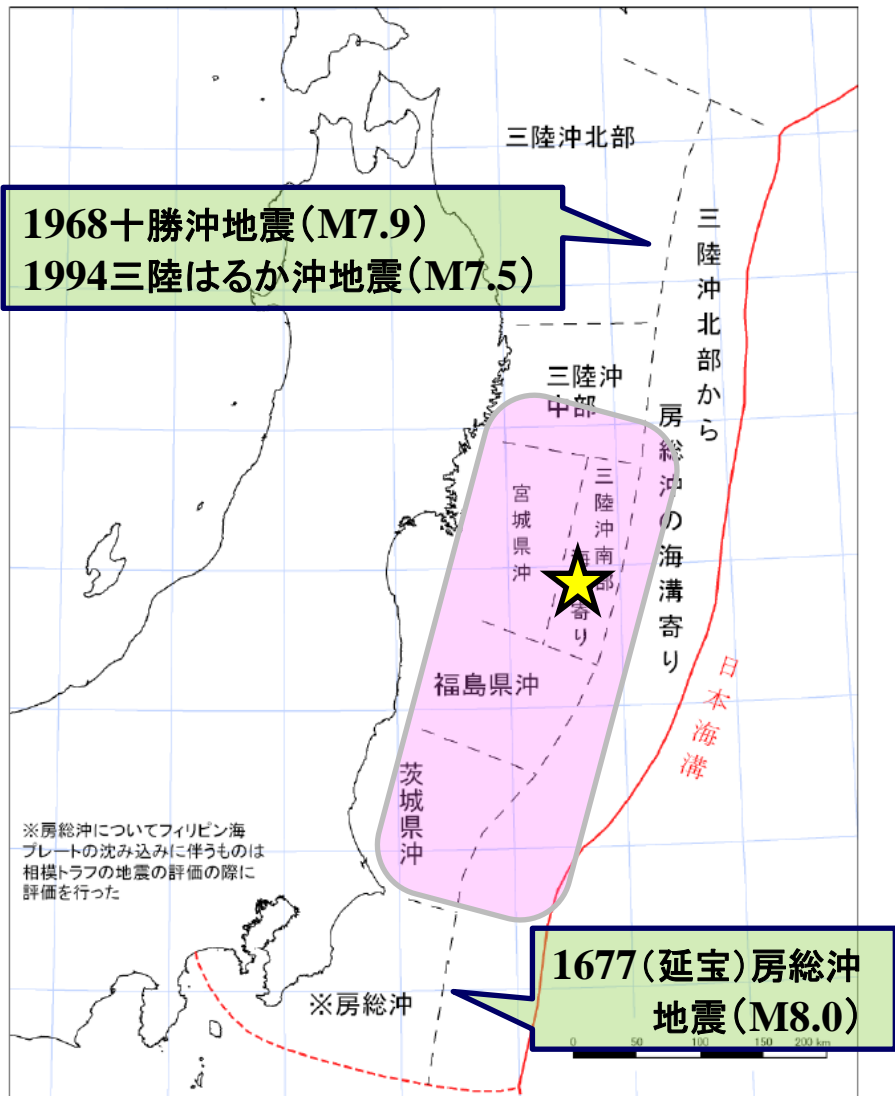 三陸沖北部
1968十勝沖地震(M7.9)
1994三陸はるか沖地震(M7.5)
三陸沖北部から
房総沖の海溝寄り
三陸沖
中部
宮城県沖
三陸沖南部
海溝寄り
福島県沖
日本海溝
茨城県沖
※房総沖についてフィリピン海
プレートの沈み込みに伴うものは
相模トラフの地震の評価の際に
評価を行った
1677(延宝)房総沖
地震(M8.0)
※房総沖
0 50 100 150 200 km